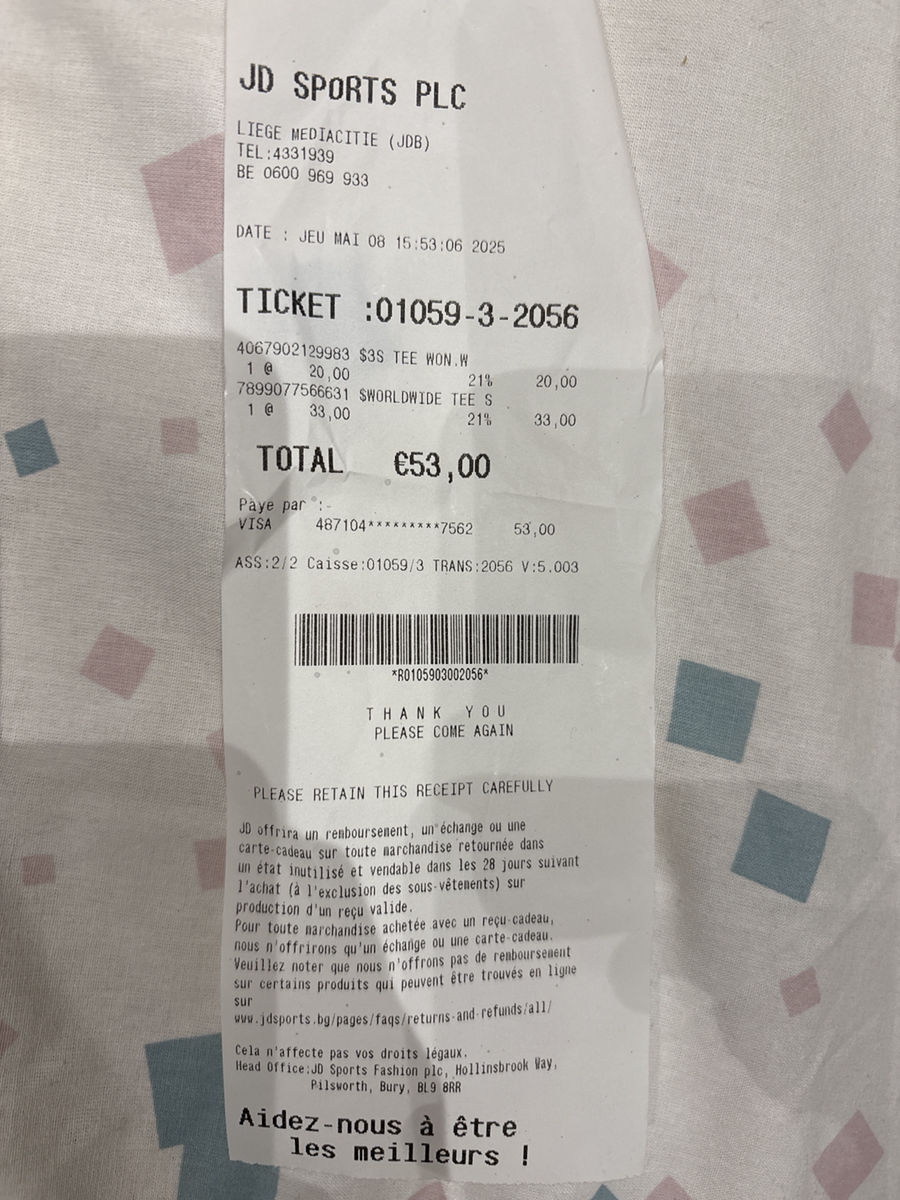 JD SPORTS PLC
LIEGE MEDIACITIE (JDB)
TEL:4331939
BE 0600 969 933
DATE : JEU MAI 08 15:53:06 2025
TICKET :01059-3-2056
4067902129983 $3S TEE WON.W
1 @ 20,00 21% 20,00
7899077566631 $WORLDWIDE TEE S
1 @ 33,00 21% 33,00
TOTAL €53,00
Paye par :-
VISA 487104*********7562 53,00
ASS:2/2 Caisse:01059/3 TRANS:2056 V:5.003
*R0105903002056*
THANK YOU
PLEASE COME AGAIN
PLEASE RETAIN THIS RECEIPT CAREFULLY
JD offrira un remboursement, un échange ou une
carte-cadeau sur toute marchandise retournée dans
un état inutilisé et vendable dans les 28 jours suivant
l'achat (à l'exclusion des sous-vêtements) sur
production d'un reçu valide.
Pour toute marchandise achetée avec un reçu-cadeau,
nous n'offrirons qu'un échange ou une carte-cadeau.
Veuillez noter que nous n'offrons pas de remboursement
sur certains produits qui peuvent être trouvés en ligne
sur
www.jdsports.bg/pages/faqs/returns-and-refunds/all/
Cela n'affecte pas vos droits légaux.
Head Office:JD Sports Fashion plc, Hollinsbrook Way,
Pilsworth, Bury, BL9 8RR
Aidez-nous à être
les meilleurs !